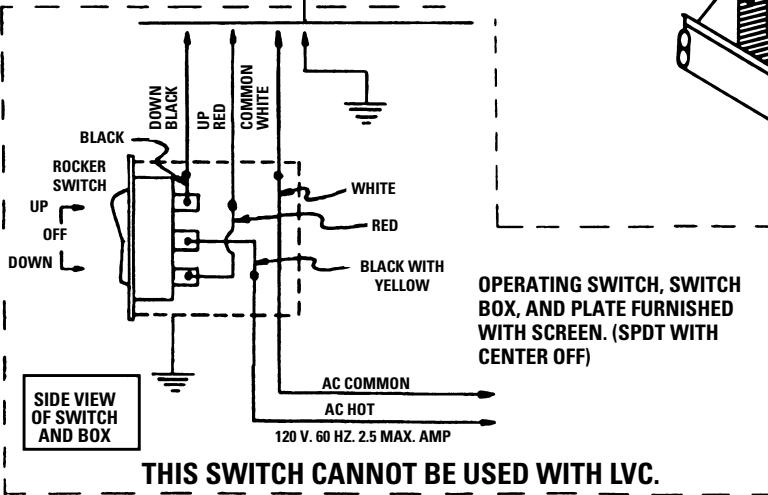 DOWN
BLACK
UP
RED
COMMON
WHITE
BLACK
ROCKER
SWITCH
UP
OFF
DOWN
WHITE
RED
BLACK WITH
YELLOW
OPERATING SWITCH, SWITCH
BOX, AND PLATE FURNISHED
WITH SCREEN. (SPDT WITH
CENTER OFF)
SIDE VIEW
OF SWITCH
AND BOX
AC COMMON
AC HOT
120 V. 60 HZ. 2.5 MAX. AMP
THIS SWITCH CANNOT BE USED WITH LVC.